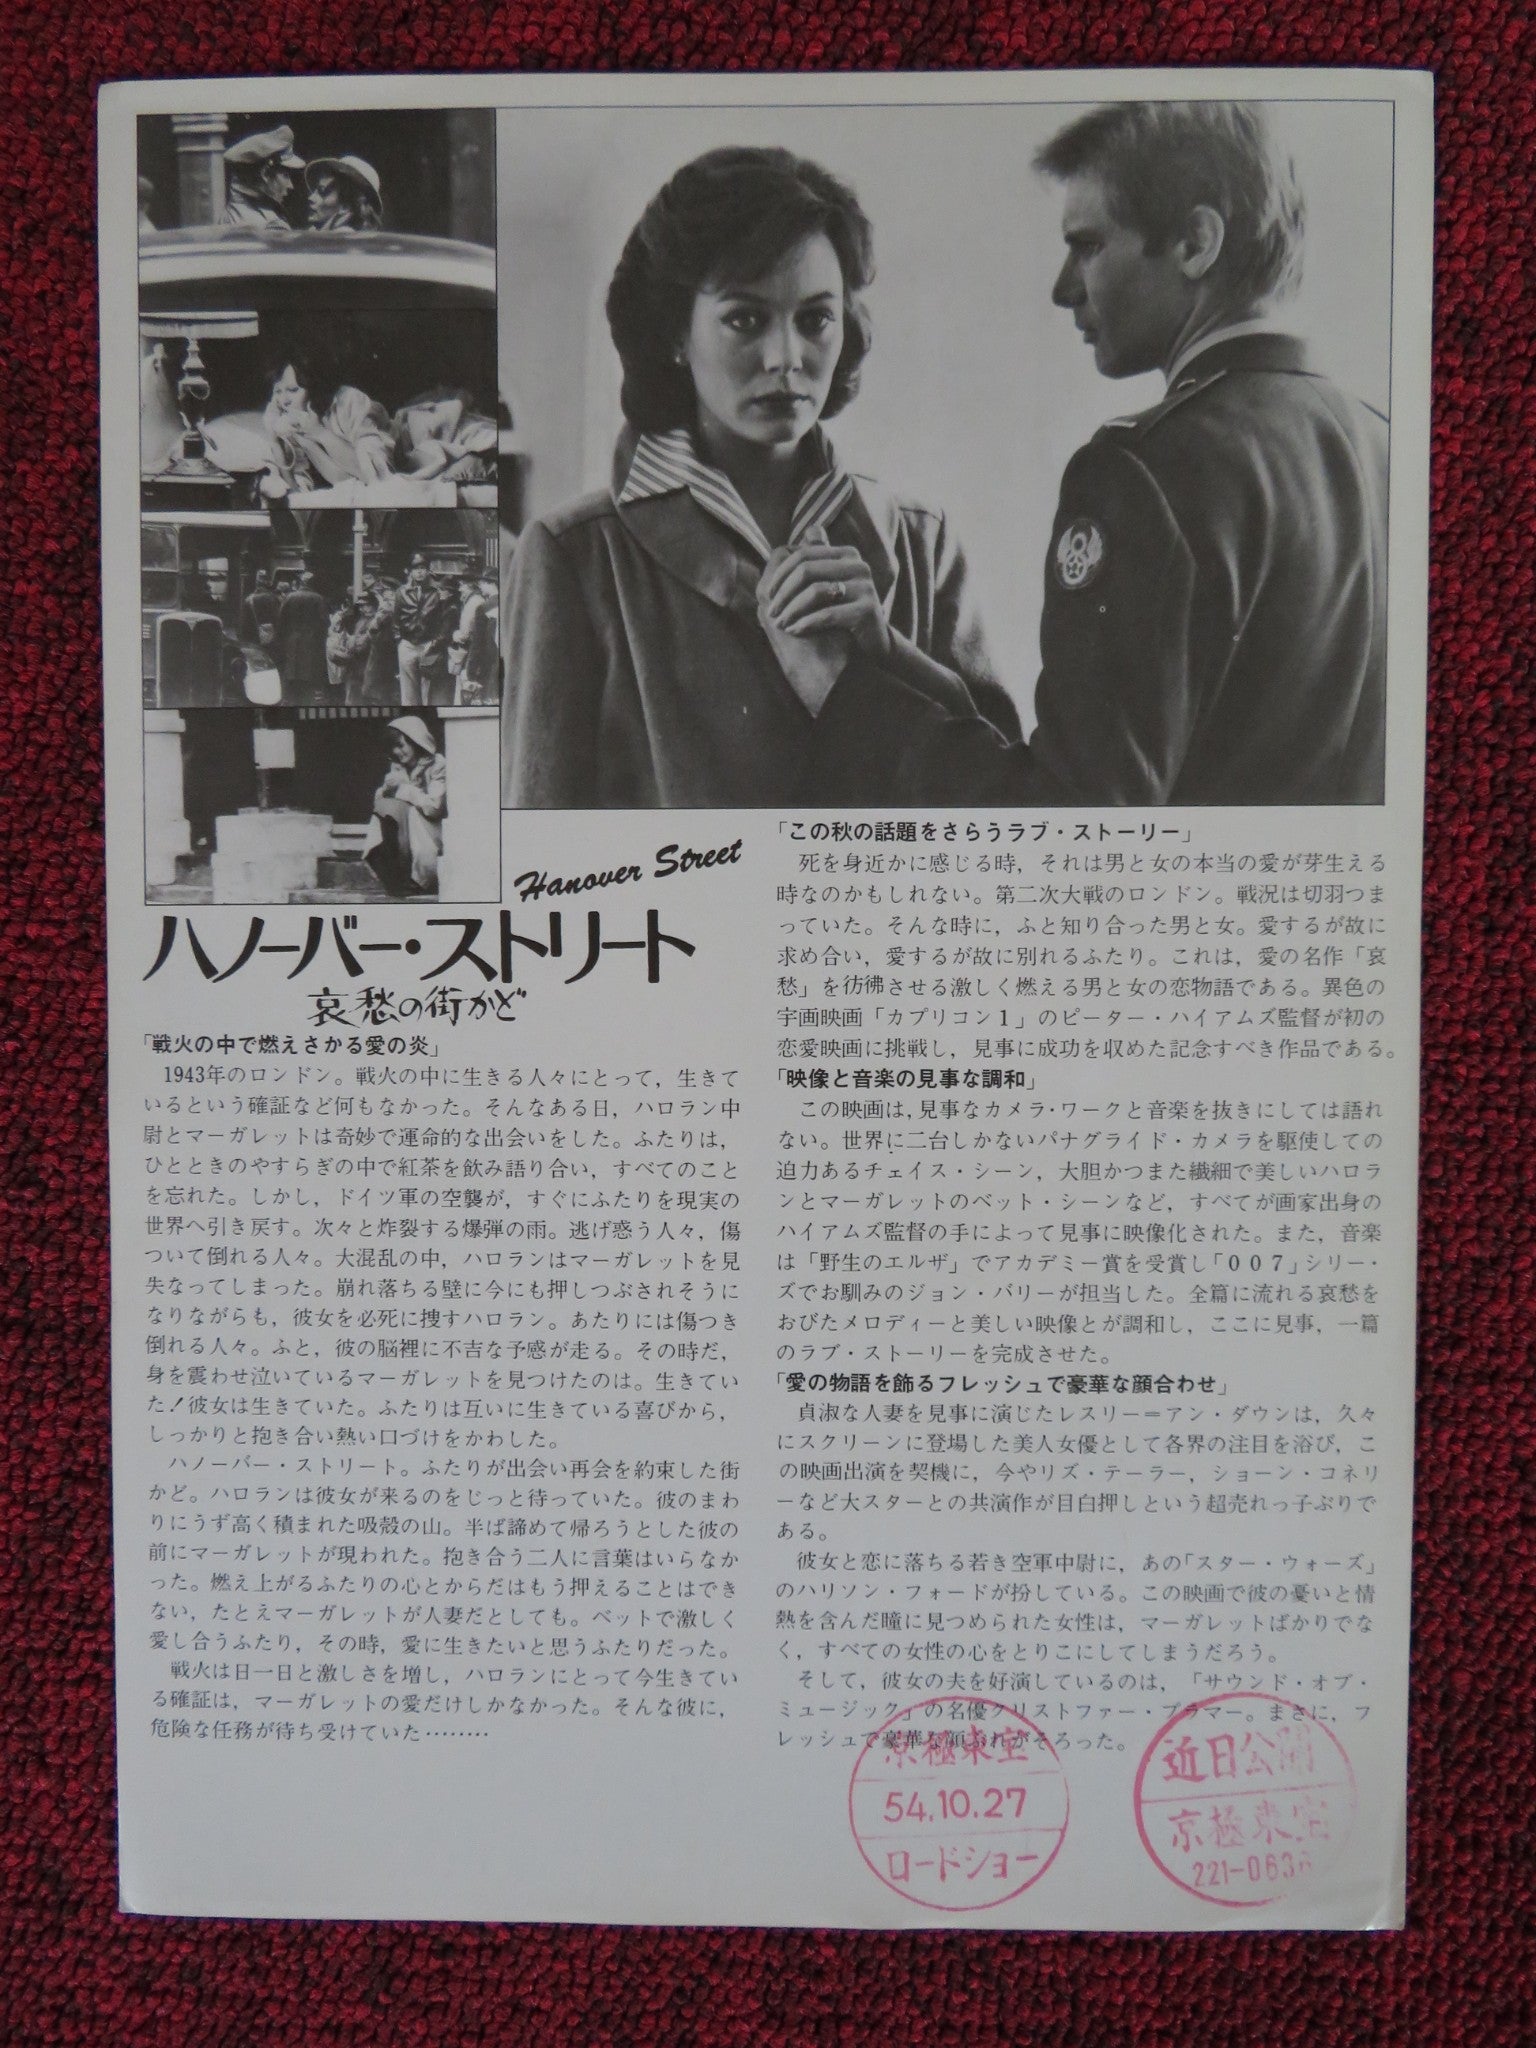 Hanover Street
ハノーバー・ストリート
哀愁の街かど
「戦火の中で燃えさかる愛の炎」
1943年のロンドン。戦火の中に生きる人々にとって，生きて
いるという確証など何もなかった。そんなある日，ハロラン中
尉とマーガレットは奇妙で運命的な出会いをした。ふたりは，
ひとときのやすらぎの中で紅茶を飲み語り合い，すべてのこと
を忘れた。しかし，ドイツ軍の空襲が，すぐにふたりを現実の
世界へ引き戻す。次々と炸裂する爆弾の雨。逃げ惑う人々，傷
ついて倒れる人々。大混乱の中，ハロランはマーガレットを見
失なってしまった。崩れ落ちる壁に今にも押しつぶされそうに
なりながらも，彼女を必死に捜すハロラン。あたりには傷つき
倒れる人々。ふと，彼の脳裡に不吉な予感が走る。その時だ，
身を震わせ泣いているマーガレットを見つけたのは。生きてい
た！彼女は生きていた。ふたりは互いに生きている喜びから，
しっかりと抱き合い熱い口づけをかわした。
ハノーバー・ストリート。ふたりが出会い再会を約束した街
かど。ハロランは彼女が来るのをじっと待っていた。彼のまわ
りにうず高く積まれた吸殻の山。半ば諦めて帰ろうとした彼の
前にマーガレットが現われた。抱き合う二人に言葉はいらなか
った。燃え上がるふたりの心とからだはもう押えることはでき
ない，たとえマーガレットが人妻だとしても。ベットで激しく
愛し合うふたり，その時，愛に生きたいと思うふたりだった。
戦火は日一日と激しさを増し，ハロランにとって今生きてい
る確証は，マーガレットの愛だけしかなかった。そんな彼に，
危険な任務が待ち受けていた………
「この秋の話題をさらうラブ・ストーリー」
死を身近かに感じる時，それは男と女の本当の愛が芽生える
時なのかもしれない。第二次大戦のロンドン。戦況は切羽つま
っていた。そんな時に，ふと知り合った男と女。愛するが故に
求め合い，愛するが故に別れるふたり。これは，愛の名作「哀
愁」を彷彿させる激しく燃える男と女の恋物語である。異色の
宇画映画「カプリコン１」のピーター・ハイアムズ監督が初の
恋愛映画に挑戦し，見事に成功を収めた記念すべき作品である。
「映像と音楽の見事な調和」
この映画は，見事なカメラ・ワークと音楽を抜きにしては語れ
ない。世界に二台しかないパナグライド・カメラを駆使しての
迫力あるチェイス・シーン，大胆かつまた繊細で美しいハロラ
ンとマーガレットのベット・シーンなど，すべてが画家出身の
ハイアムズ監督の手によって見事に映像化された。また，音楽
は「野生のエルザ」でアカデミー賞を受賞し「００７」シリー・
ズでお馴みのジョン・バリーが担当した。全篇に流れる哀愁を
おびたメロディーと美しい映像とが調和し，ここに見事，一篇
のラブ・ストーリーを完成させた。
「愛の物語を飾るフレッシュで豪華な顔合わせ」
貞淑な人妻を見事に演じたレスリー＝アン・ダウンは，久々
にスクリーンに登場した美人女優として各界の注目を浴び，こ
の映画出演を契機に，今やリズ・テーラー，ショーン・コネリ
ーなど大スターとの共演作が目白押しという超売れっ子ぶりで
ある。
彼女と恋に落ちる若き空軍中尉に，あの「スター・ウォーズ」
のハリソン・フォードが扮している。この映画で彼の憂いと情
熱を含んだ瞳に見つめられた女性は，マーガレットばかりでな
く，すべての女性の心をとりこにしてしまうだろう。
そして，彼女の夫を好演しているのは，「サウンド・オブ・
ミュージック」の名優クリストファー・プラマー。まさに，フ
レッシュで豪華な顔ぶれがそろった。
京極東宝
54.10.27
ロードショー
近日公開
京極東宝
221-063